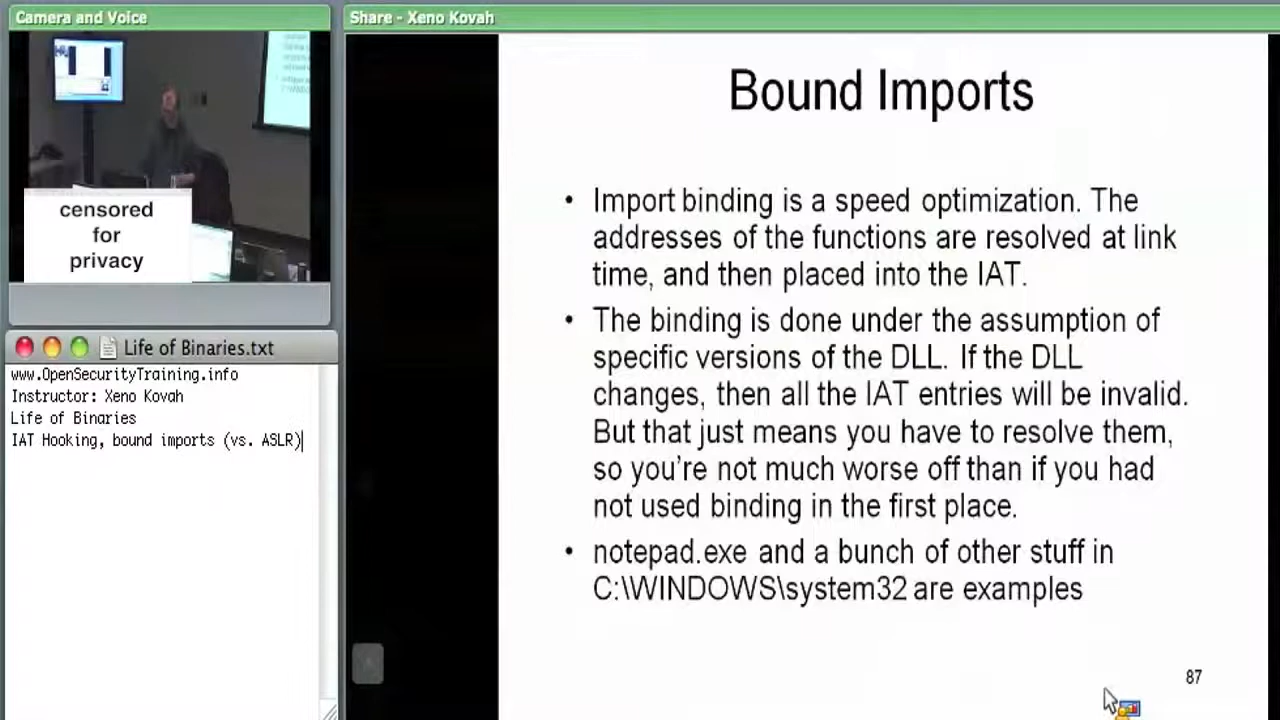 Camera and Voice
censored
for
privacy
Life of Binaries.txt
www.OpenSecurityTraining.info
Instructor: Xeno Kovah
Life of Binaries
IAT Hooking, bound imports (vs. ASLR)
Share - Xeno Kovah
Bound Imports
• Import binding is a speed optimization. The
addresses of the functions are resolved at link
time, and then placed into the IAT.
• The binding is done under the assumption of
specific versions of the DLL. If the DLL
changes, then all the IAT entries will be invalid.
But that just means you have to resolve them,
so you're not much worse off than if you had
not used binding in the first place.
• notepad.exe and a bunch of other stuff in
C:\WINDOWS\system32 are examples
87